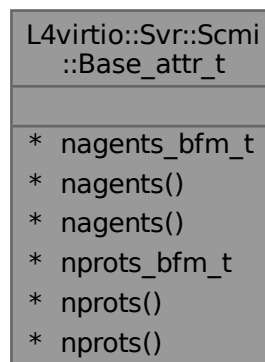 L4virtio::Svr::Scmi
::Base_attr_t
* nagents_bfm_t
* nagents()
* nagents()
* nprots_bfm_t
* nprots()
* nprots()